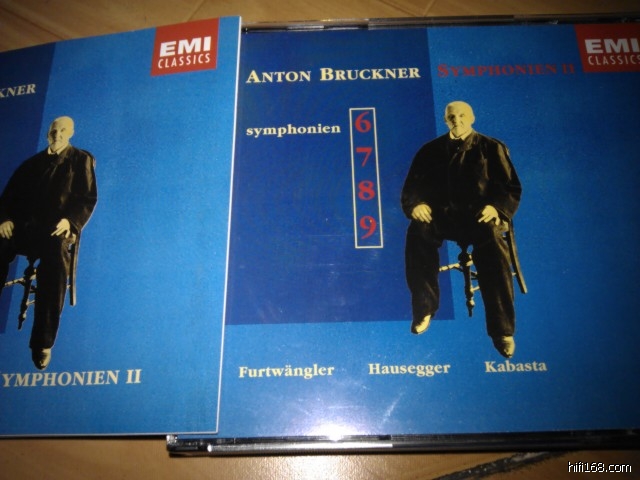 EMI
CLASSICS
KNER
YMPHONIEN II
EMI
CLASSICS
ANTON BRUCKNER SYMPHONIEN II
symphonien
6
7
8
9
Furtwängler Hausegger Kabasta
hifi168.com